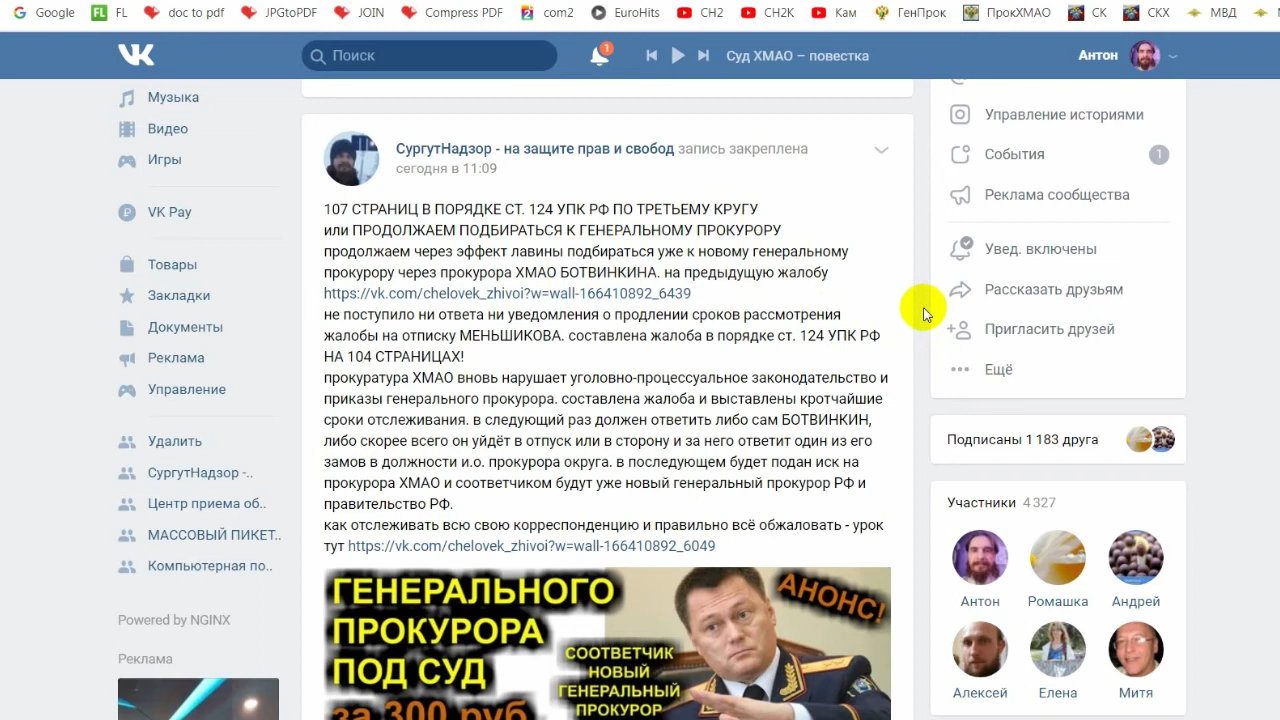 Google
FL
doc to pdf
JPGtoPDF
JOIN
Compress PDF
com2
EuroHits
СН2
СН2К
Кам
ГенПрок
ПрокХМАО
СК
СКХ
МВД
Поиск
1
Суд ХМАО – повестка
Антон
Музыка
Видео
Игры
VK Pay
Товары
Закладки
Документы
Реклама
Управление
Удалить
СургутНадзор -..
Центр приема об..
МАССОВЫЙ ПИКЕТ..
Компьютерная по..
Powered by NGINX
Реклама
СургутНадзор - на защите прав и свобод запись закреплена
сегодня в 11:09
107 СТРАНИЦ В ПОРЯДКЕ СТ. 124 УПК РФ ПО ТРЕТЬЕМУ КРУГУ
или ПРОДОЛЖАЕМ ПОДБИРАТЬСЯ К ГЕНЕРАЛЬНОМУ ПРОКУРОРУ
продолжаем через эффект лавины подбираться уже к новому генеральному
прокурору через прокурора ХМАО БОТВИНКИНА. на предыдущую жалобу
https://vk.com/chelovek_zhivoi?w=wall-166410892_6439
не поступило ни ответа ни уведомления о продлении сроков рассмотрения
жалобы на отписку МЕНЬШИКОВА. составлена жалоба в порядке ст. 124 УПК РФ
НА 104 СТРАНИЦАХ!
прокуратура ХМАО вновь нарушает уголовно-процессуальное законодательство и
приказы генерального прокурора. составлена жалоба и выставлены кротчайшие
сроки отслеживания. в следующий раз должен ответить либо сам БОТВИНКИН,
либо скорее всего он уйдёт в отпуск или в сторону и за него ответит один из его
замов в должности и.о. прокурора округа. в последующем будет подан иск на
прокурора ХМАО и соответчиком будут уже новый генеральный прокурор РФ и
правительство РФ.
как отслеживать всю свою корреспонденцию и правильно всё обжаловать - урок
тут https://vk.com/chelovek_zhivoi?w=wall-166410892_6049
ГЕНЕРАЛЬНОГО
ПРОКУРОРА
ПОД СУД
за 300 руб
АНОНС!
СООТВЕТЧИК
НОВЫЙ
ГЕНЕРАЛЬНЫЙ
ПРОКУРОР
Управление историями
События
1
Реклама сообщества
Увед. включены
Рассказать друзьям
Пригласить друзей
Ещё
Подписаны 1 183 друга
Участники 4 327
Антон
Ромашка
Андрей
Алексей
Елена
Митя